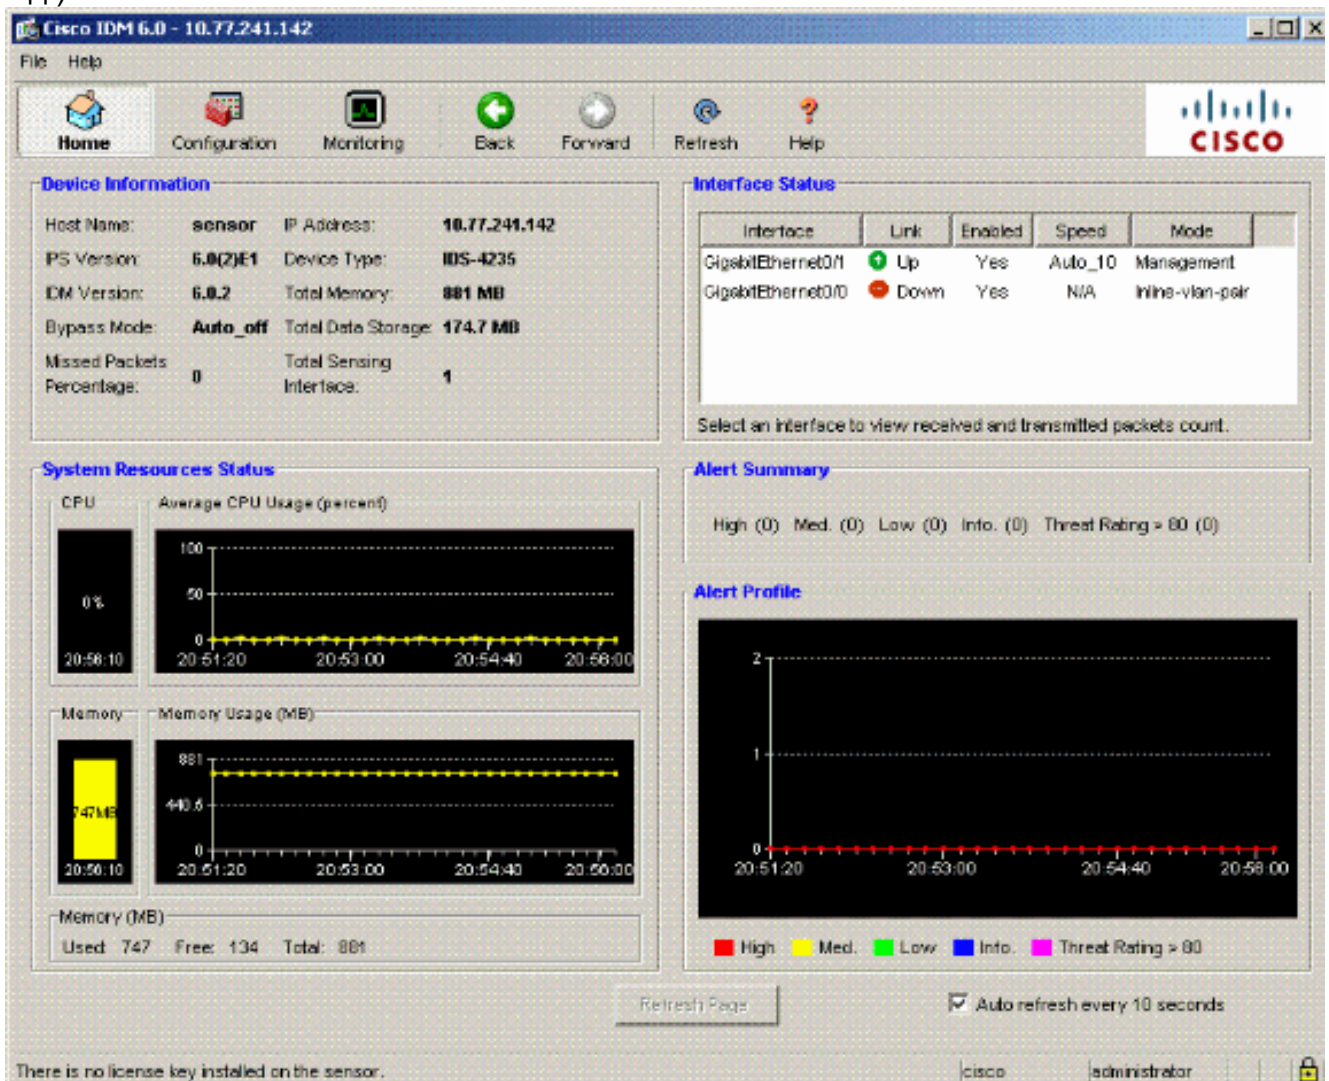 Cisco IDM 6.0 - 10.77.241.142
File Help
Home Configuration Monitoring Back Forward Refresh Help
CISCO
Device Information
Host Name: sensor IP Address: 10.77.241.142
IPS Version: 6.0(2)E1 Device Type: IDS-4235
IDM Version: 6.0.2 Total Memory: 881 MB
Bypass Mode: Auto_off Total Data Storage: 174.7 MB
Missed Packets Percentage: 0 Total Sensing Interface: 1
Interface Status
Interface Link Enabled Speed Mode
GigabitEthernet0/1 Up Yes Auto_10 Management
GigabitEthernet0/0 Down Yes N/A Inline-vlan-pair
Select an interface to view received and transmitted packets count.
System Resources Status
CPU
0%
20:56:10
Average CPU Usage (percent)
100
50
0
20:51:20 20:53:00 20:54:40 20:56:00
Memory
747MB
20:56:10
Memory Usage (MB)
881
440.5
0
20:51:20 20:53:00 20:54:40 20:56:00
Memory (MB)
Used: 747 Free: 134 Total: 881
Alert Summary
High (0) Med. (0) Low (0) Info. (0) Threat Rating > 80 (0)
Alert Profile
2
1
0
20:51:20 20:53:00 20:54:40 20:56:00
High Med. Low Info. Threat Rating > 80
Refresh Page
Auto refresh every 10 seconds
There is no license key installed on the sensor.
cisco administrator